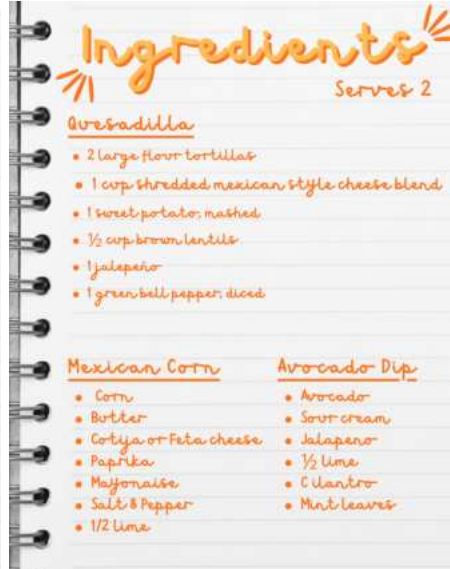 Ingredients
Serves 2
Quesadilla
• 2 large flour tortillas
• 1 cup shredded mexican style cheese blend
• 1 sweet potato, mashed
• ½ cup brown lentils
• 1 jalepeño
• 1 green bell pepper, diced
Mexican Corn
• Corn
• Butter
• Cotija or Feta cheese
• Paprika
• Mayonaise
• Salt & Pepper
• 1/2 lime
Avocado Dip
• Avocado
• Sour cream
• Jalapeno
• ½ lime
• Cilantro
• Mint leaves